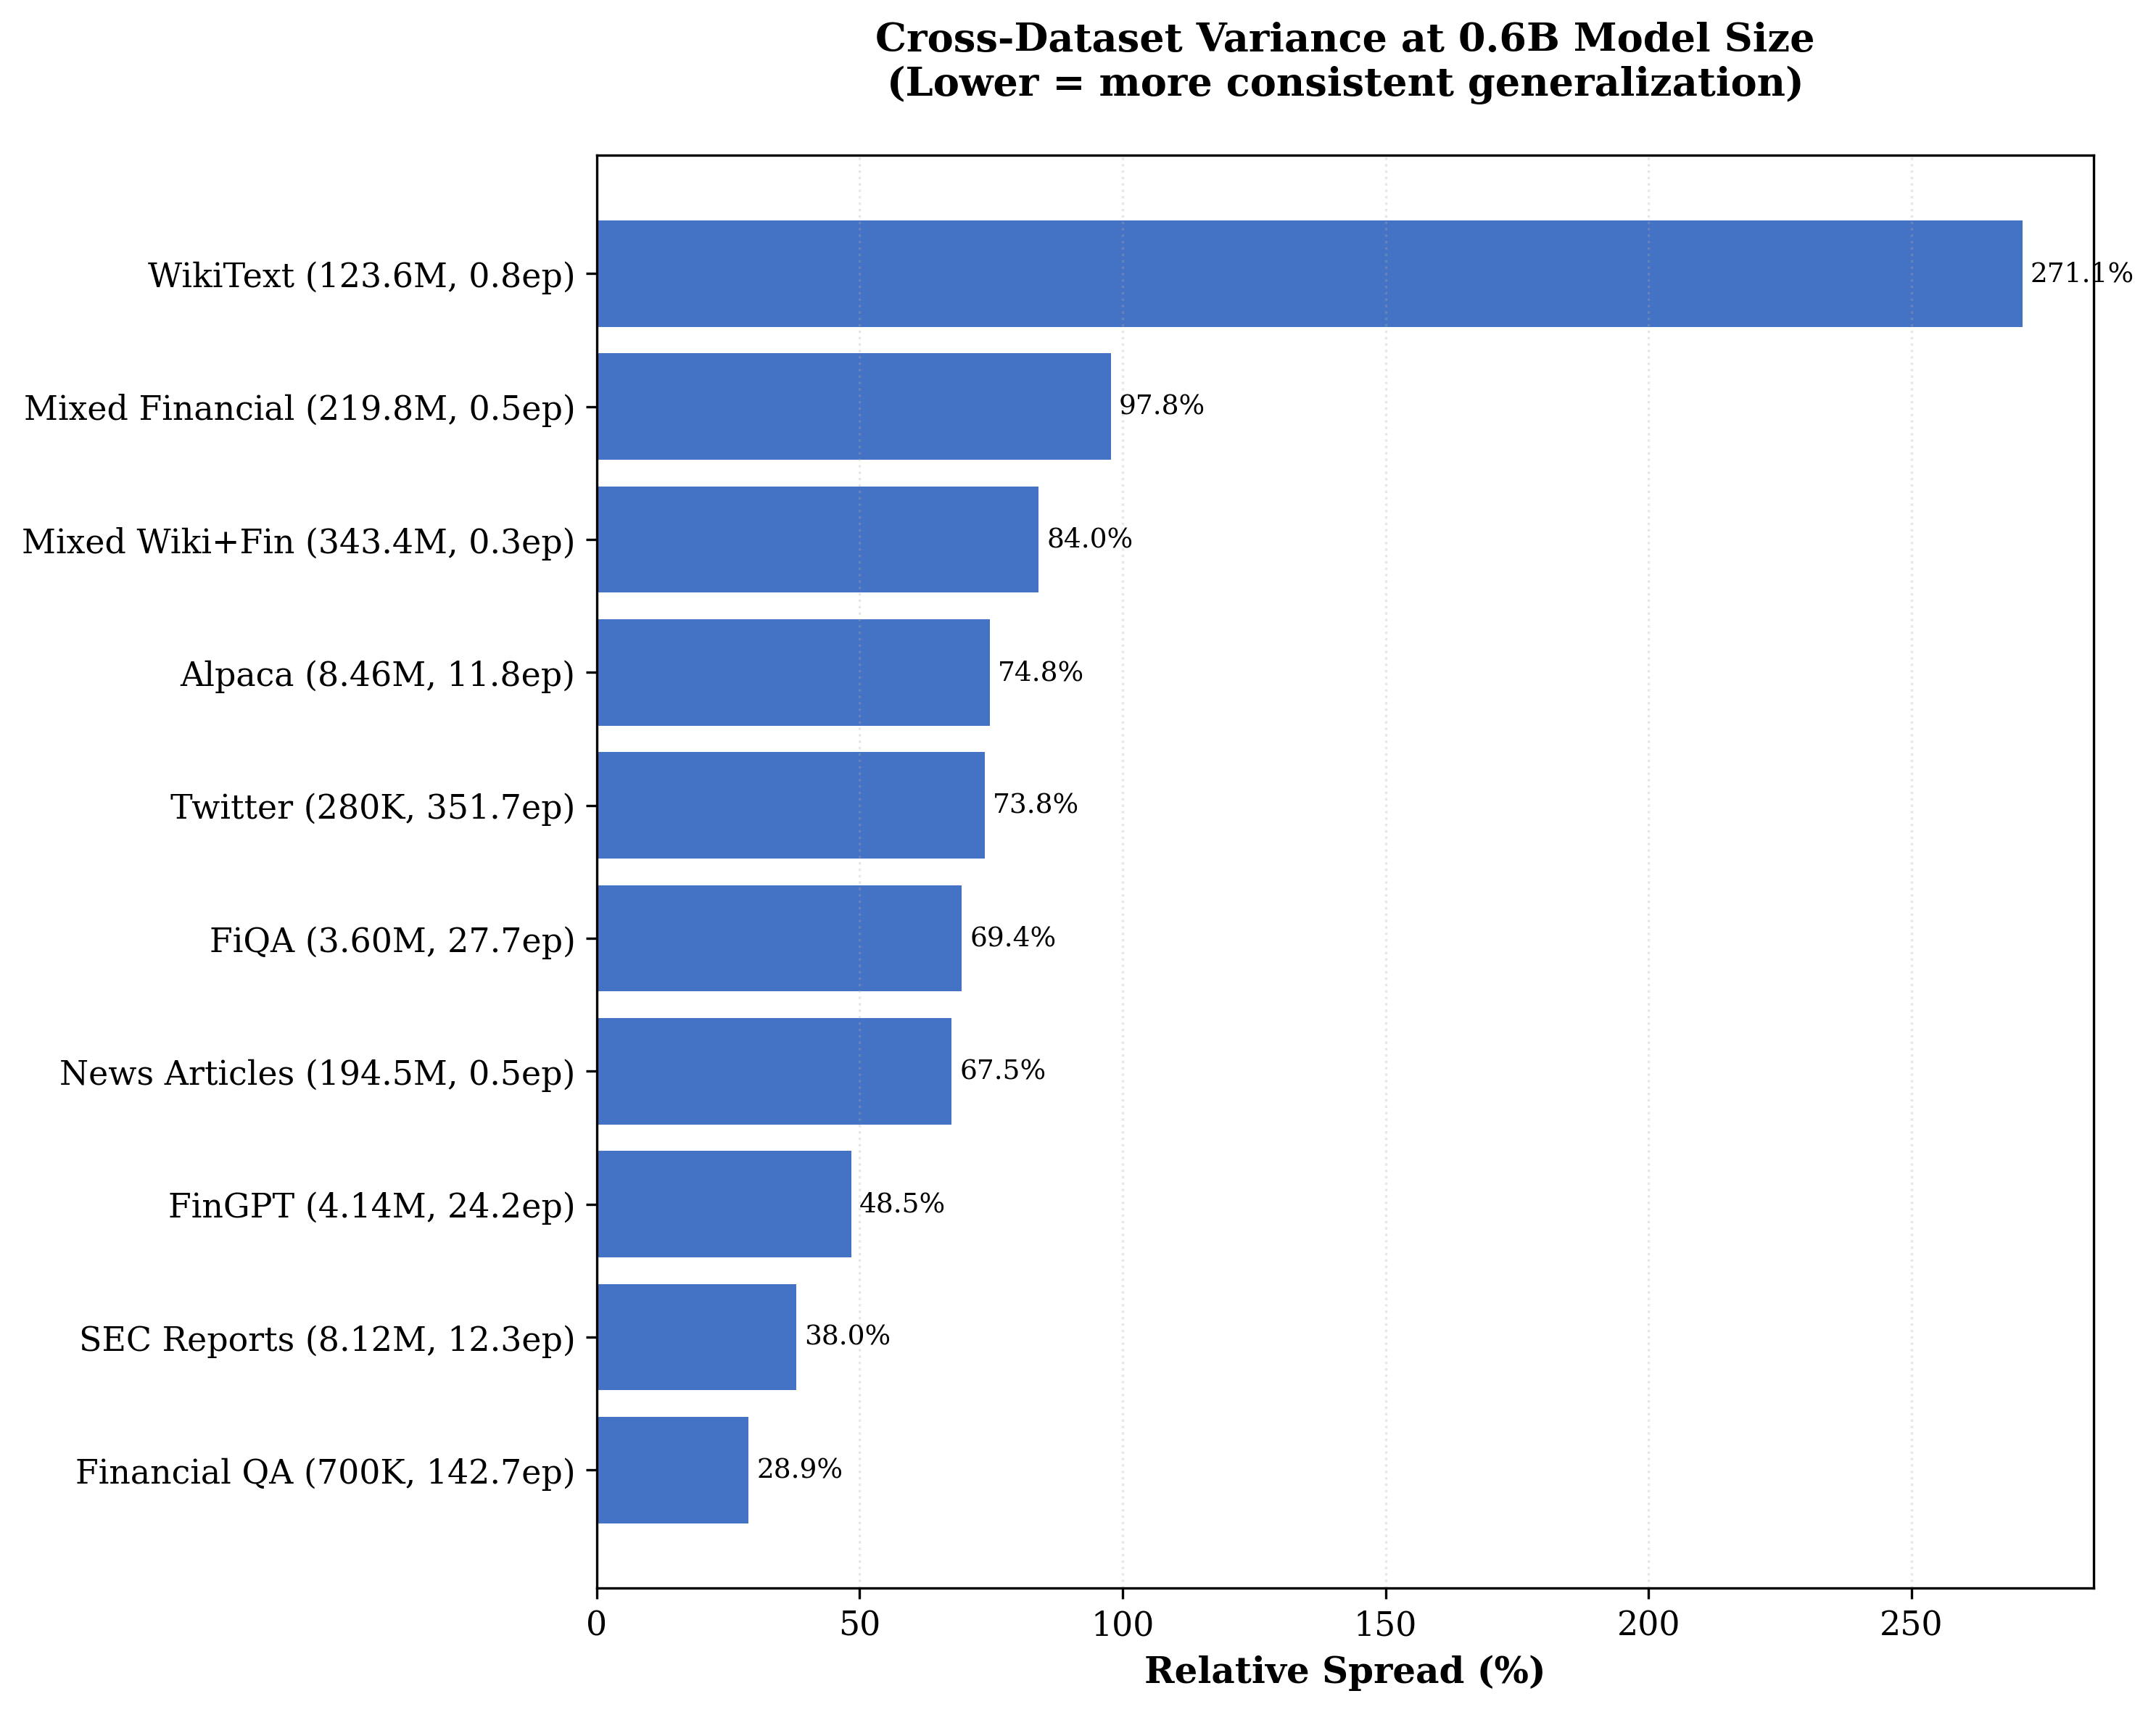 Cross-Dataset Variance at 0.6B Model Size
(Lower = more consistent generalization)
WikiText (123.6M, 0.8ep)
271.1%
Mixed Financial (219.8M, 0.5ep)
97.8%
Mixed Wiki+Fin (343.4M, 0.3ep)
84.0%
Alpaca (8.46M, 11.8ep)
74.8%
Twitter (280K, 351.7ep)
73.8%
FiQA (3.60M, 27.7ep)
69.4%
News Articles (194.5M, 0.5ep)
67.5%
FinGPT (4.14M, 24.2ep)
48.5%
SEC Reports (8.12M, 12.3ep)
38.0%
Financial QA (700K, 142.7ep)
28.9%
0 50 100 150 200 250
Relative Spread (%)